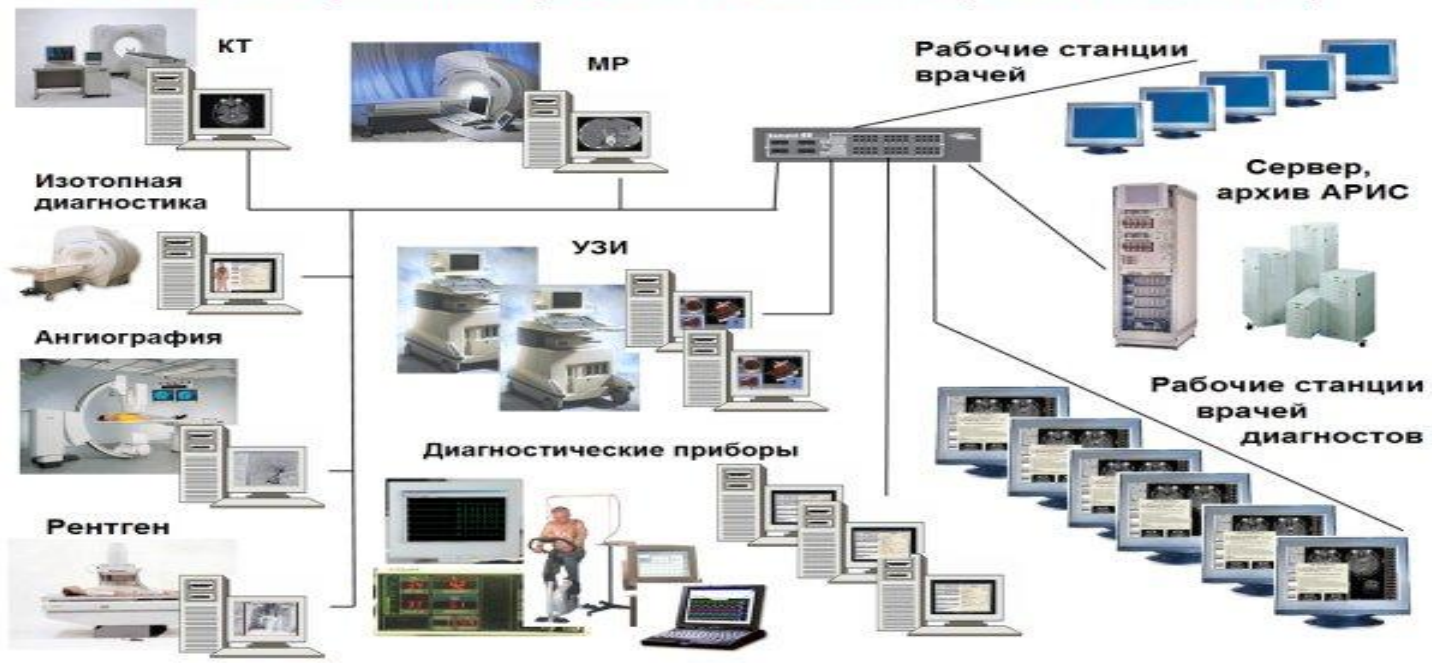 КТ
МР
Рабочие станции
врачей
Изотопная
диагностика
Сервер,
архив АРИС
УЗИ
Ангиография
Рабочие станции
врачей
диагностов
Диагностические приборы
Рентген